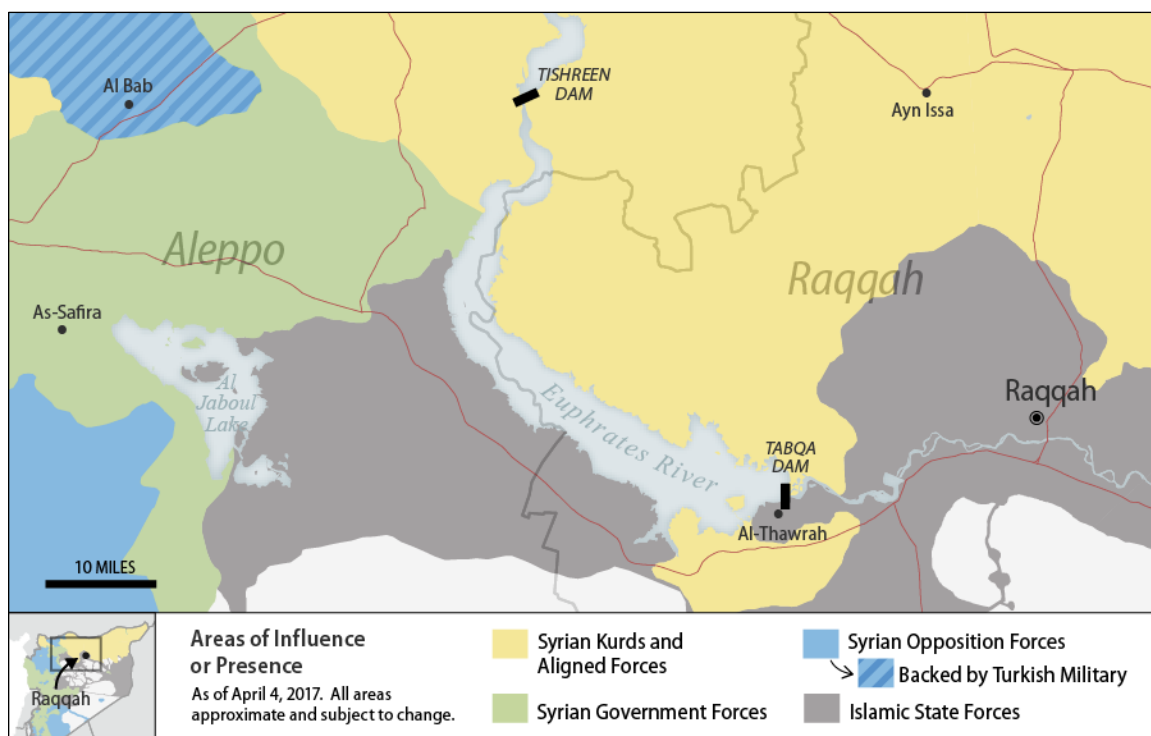 TISHREEN
DAM
Al Bab
Ayn Issa
Aleppo
Raqqah
As-Safira
Al
Jaboul
Lake
Euphrates River
Raqqah
TABQA
DAM
Al-Thawrah
10 MILES
Raqqah
Areas of Influence
or Presence
As of April 4, 2017. All areas
approximate and subject to change.
Syrian Kurds and
Aligned Forces
Syrian Government Forces
Syrian Opposition Forces
Backed by Turkish Military
Islamic State Forces